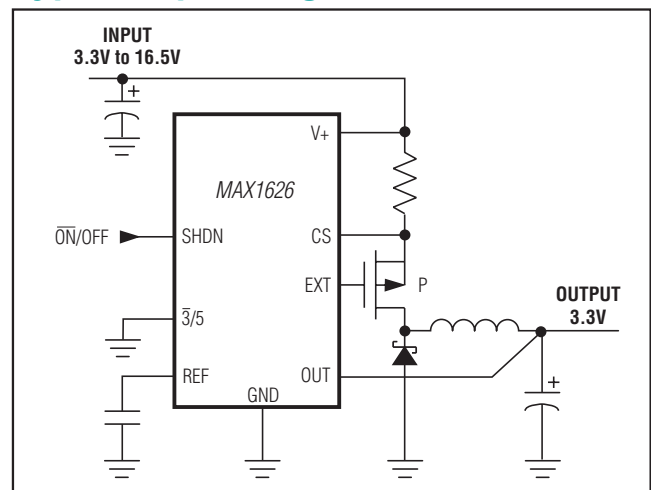 INPUT
3.3V to 16.5V
+
V+
MAX1626
O̅N̅/OFF
SHDN
CS
EXT
P
OUTPUT
3.3V
3̅/5
REF
OUT
GND
+